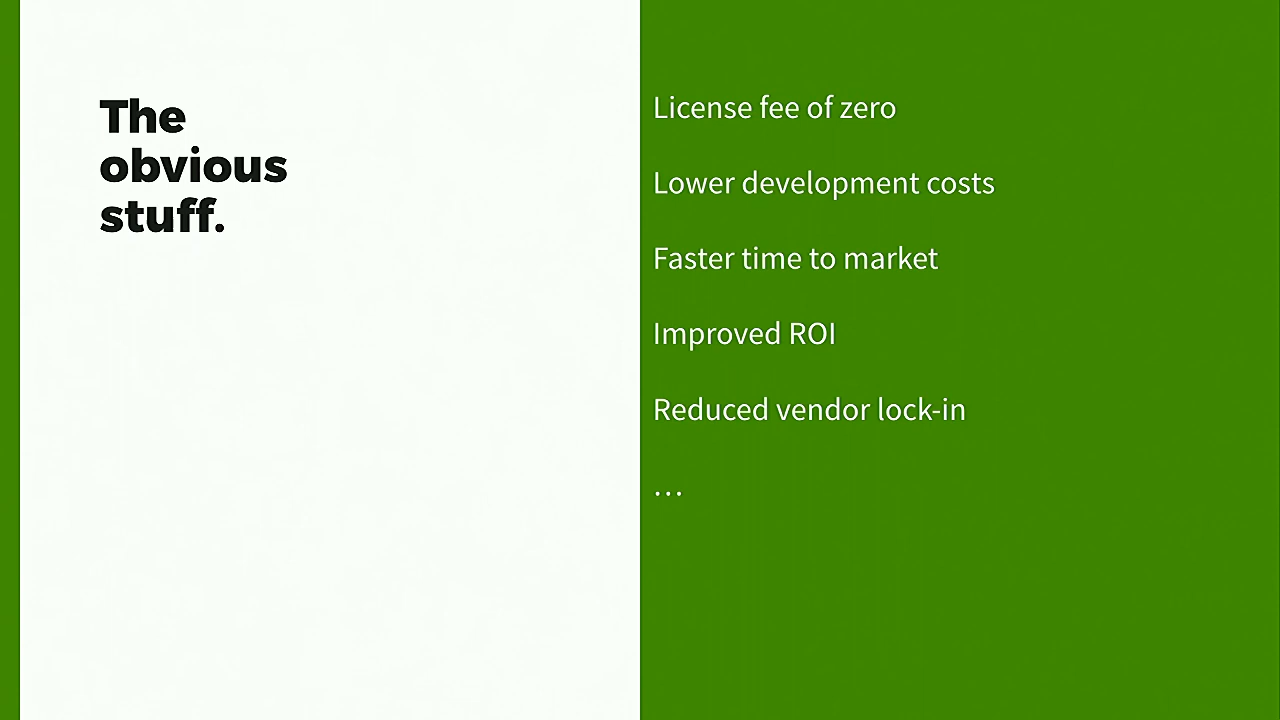 The
obvious
stuff.
License fee of zero
Lower development costs
Faster time to market
Improved ROI
Reduced vendor lock-in
…